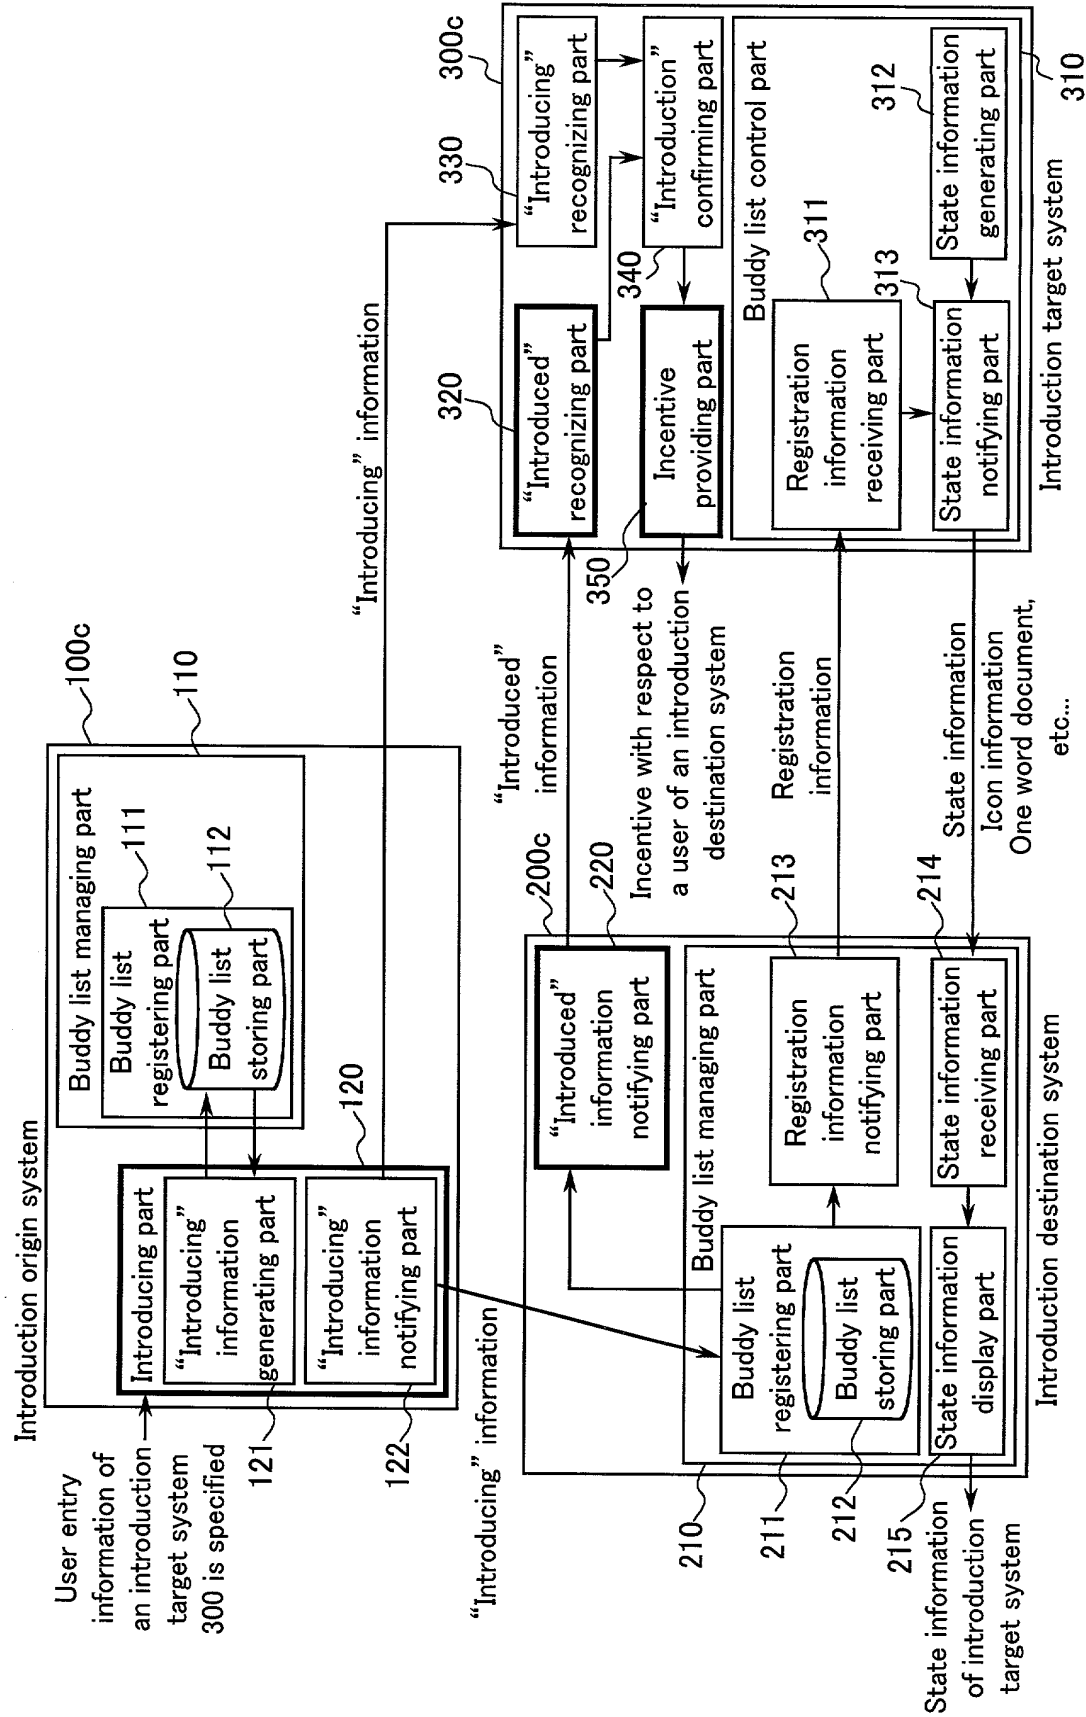 Introduction origin system
100c
Buddy list managing part
110
Buddy list
registering part
111
Buddy list
storing part
112
User entry
information of
an introduction
target system
300 is specified
Introducing part
120
“Introducing”
information
generating part
121
“Introducing”
information
notifying part
122
“Introducing” information
“Introducing” information
200c
“Introduced”
information
notifying part
220
“Introduced”
information
Buddy list managing part
210
Buddy list
registering part
211
Buddy list
storing part
212
Registration
information
notifying part
213
Registration
information
State information
receiving part
214
State information
display part
215
State information
of introduction
target system
Introduction destination system
State information
Icon information
One word document,
etc...
Incentive with respect to
a user of an introduction
destination system
300c
“Introduced”
recognizing part
320
“Introducing”
recognizing part
330
“Introduction”
confirming part
340
Incentive
providing part
350
Buddy list control part
310
Registration
information
receiving part
311
State information
generating part
312
State information
notifying part
313
Introduction target system